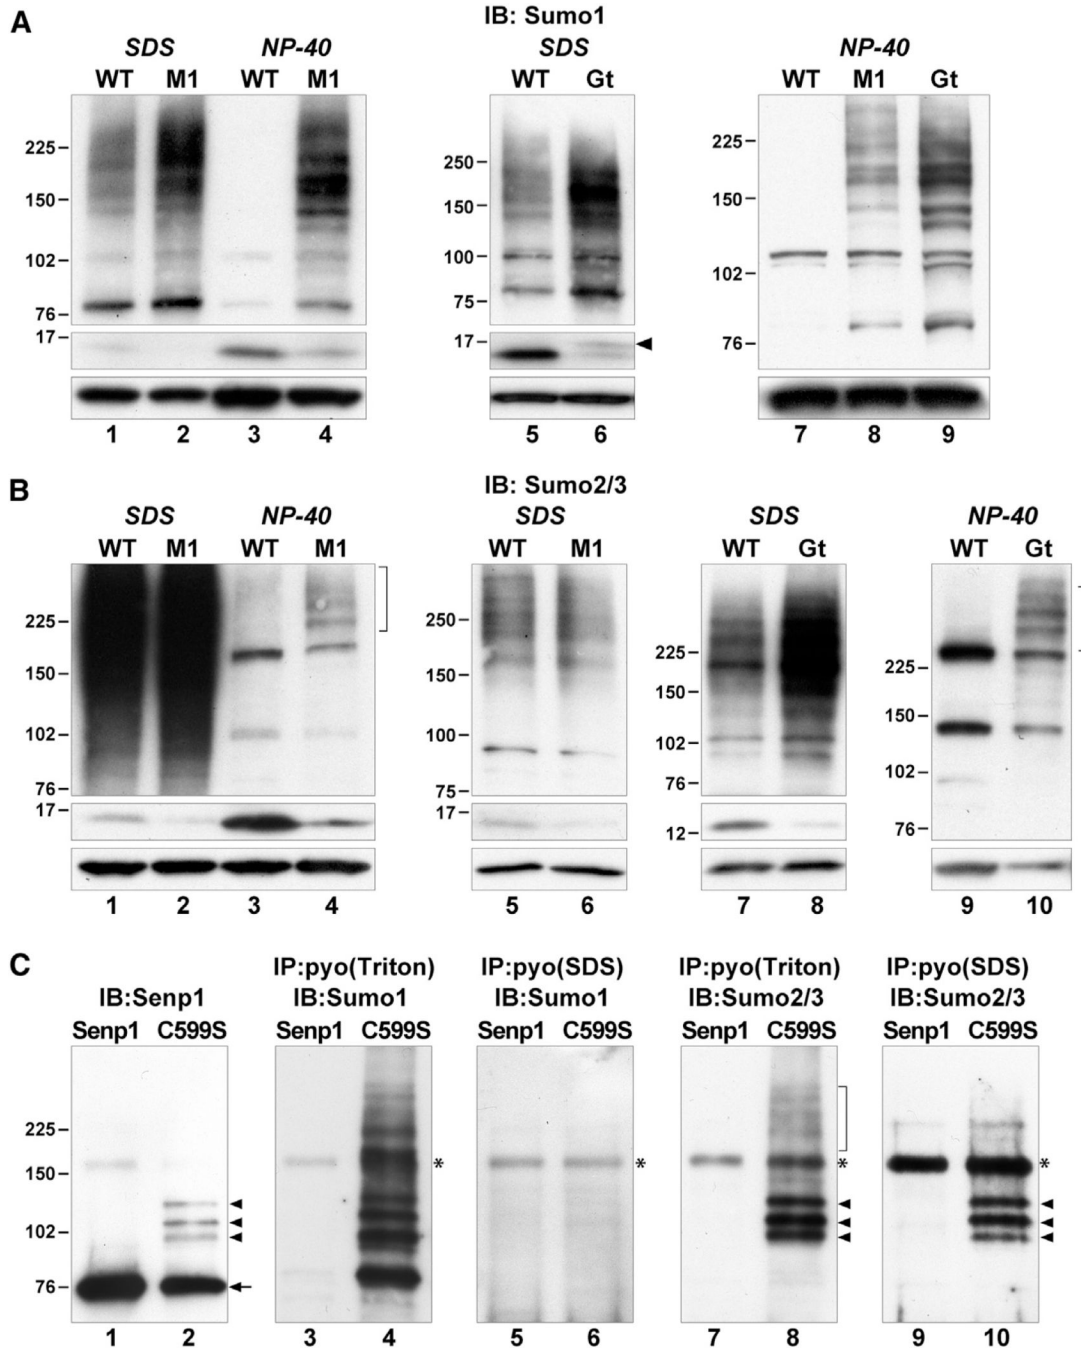 A
IB: Sumo1
SDS NP-40 SDS NP-40
WT M1 WT M1 WT Gt WT M1 Gt
225 250 225
150 150 150
102 100 102
76 75 76
17 17
1 2 3 4 5 6 7 8 9
B
IB: Sumo2/3
SDS NP-40 SDS SDS NP-40
WT M1 WT M1 WT M1 WT Gt WT Gt
225 250 225 225
150 150 150 150
102 100 102 102
76 75 76 76
17 17 12
1 2 3 4 5 6 7 8 9 10
C
IP:pyo(Triton) IP:pyo(SDS) IP:pyo(Triton) IP:pyo(SDS)
IB:Senp1 IB:Sumo1 IB:Sumo1 IB:Sumo2/3 IB:Sumo2/3
Senp1 C599S Senp1 C599S Senp1 C599S Senp1 C599S Senp1 C599S
225
150 * * * *
102
76
1 2 3 4 5 6 7 8 9 10